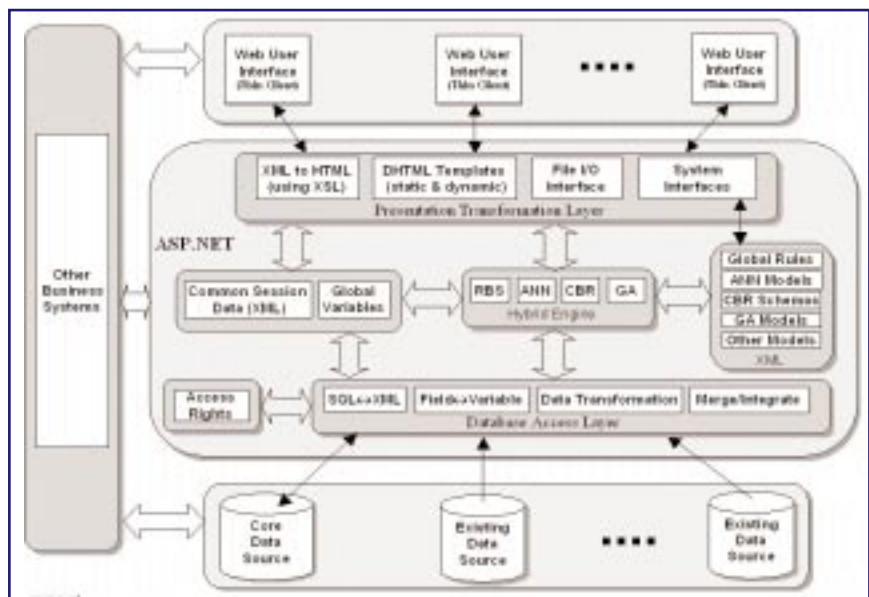 Web User
Interface
(Thin Client)
Web User
Interface
(Thin Client)
Web User
Interface
(Thin Client)
XML to HTML
(using XSL)
DHTML Templates
(static & dynamic)
File I/O
Interface
System
Interfaces
Presentation Transformation Layer
ASP.NET
Other
Business
Systems
Common Session
Data (XML)
Global
Variables
RBS
ANN
CBR
GA
Hybrid Engine
Global Rules
ANN Models
CBR Schemas
GA Models
Other Models
XML
Access
Rights
SQL↔XML
Field↔Variable
Data Transformation
Merge/Integrate
Database Access Layer
Core
Data
Source
Existing
Data
Source
Existing
Data
Source